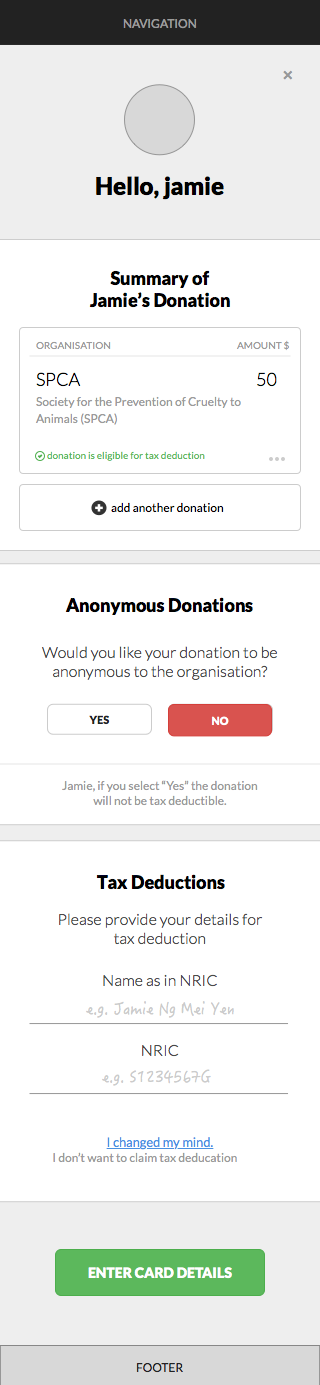 NAVIGATION
×
Hello, jamie
Summary of
Jamie's Donation
ORGANISATION AMOUNT $
SPCA 50
Society for the Prevention of Cruelty to
Animals (SPCA)
donation is eligible for tax deduction
add another donation
Anonymous Donations
Would you like your donation to be
anonymous to the organisation?
YES NO
Jamie, if you select “Yes” the donation
will not be tax deductible.
Tax Deductions
Please provide your details for
tax deduction
Name as in NRIC
e.g. Jamie Ng Mei Yen
NRIC
e.g. S1234567G
I changed my mind.
I don't want to claim tax deducation
ENTER CARD DETAILS
FOOTER